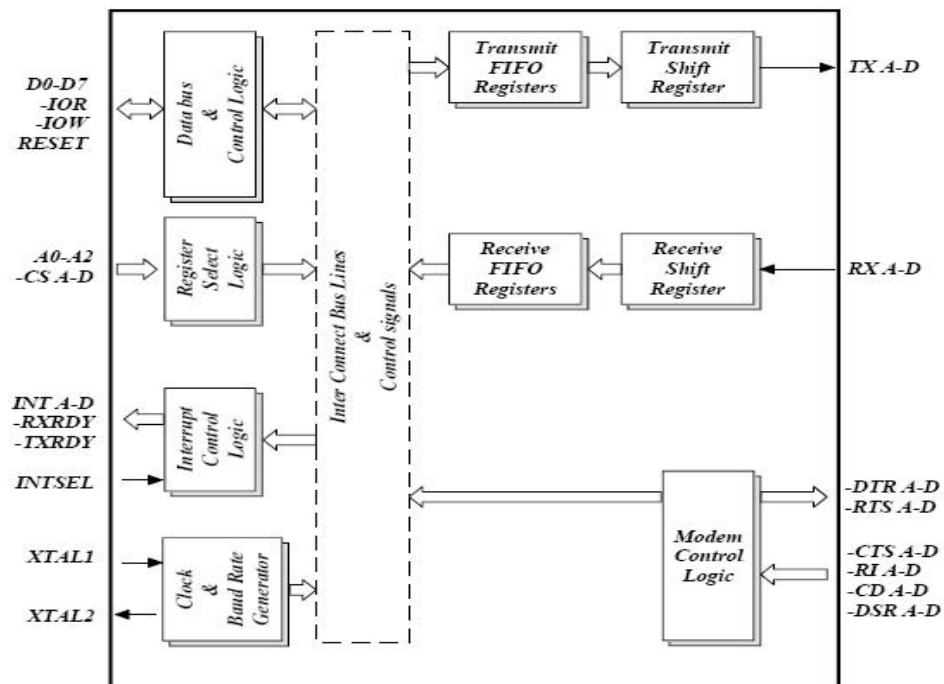 D0-D7
-IOR
-IOW
RESET
Data bus
&
Control Logic
A0-A2
-CS A-D
Register
Select
Logic
INT A-D
-RXRDY
-TXRDY
INTSEL
Interrupt
Control
Logic
XTAL1
XTAL2
Clock
&
Baud Rate
Generator
Inter Connect Bus Lines
&
Control signals
Transmit
FIFO
Registers
Transmit
Shift
Register
TX A-D
Receive
FIFO
Registers
Receive
Shift
Register
RX A-D
Modem
Control
Logic
-DTR A-D
-RTS A-D
-CTS A-D
-RI A-D
-CD A-D
-DSR A-D